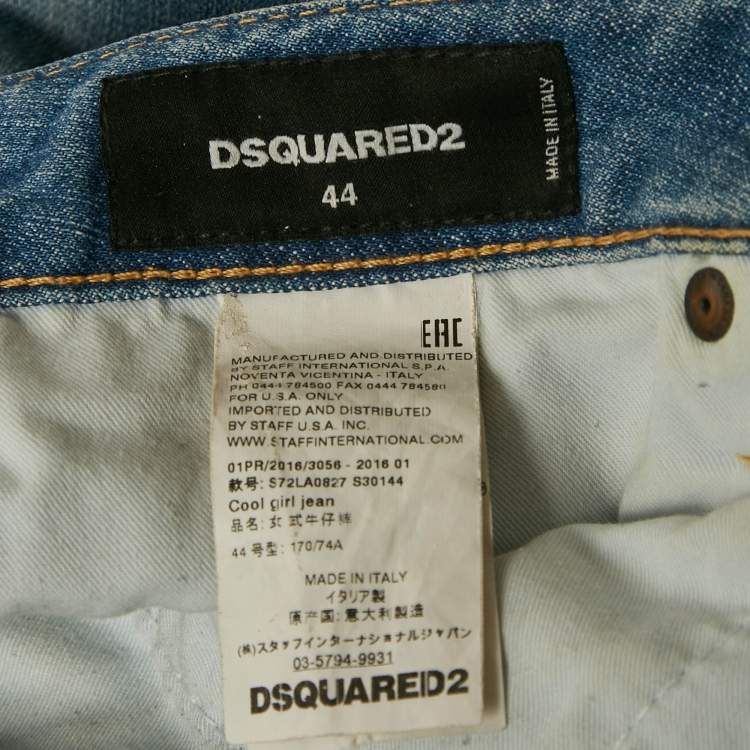 DSQUARED2
44
MADE IN ITALY
EAC
MANUFACTURED AND DISTRIBUTED
BY STAFF INTERNATIONAL S.P.A.
NOVENTA VICENTINA - ITALY
PH 0444 784500 FAX 0444 784580
FOR U.S.A. ONLY
IMPORTED AND DISTRIBUTED
BY STAFF U.S.A. INC.
WWW.STAFFINTERNATIONAL.COM
01PR/2016/3056 - 2016 01
款号: S72LA0827 S30144
Cool girl jean
品名: 女式牛仔裤
44 号型: 170/74A
MADE IN ITALY
イタリア製
原产国: 意大利製造
(株)スタッフインターナショナルジャパン
03-5794-9931
DSQUARED2